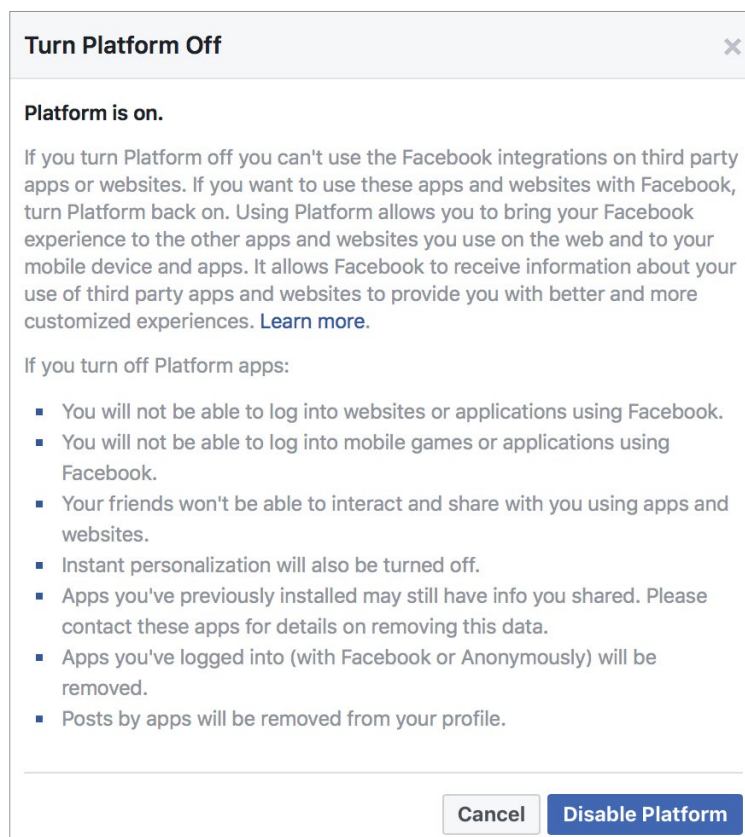 Turn Platform Off
Platform is on.
If you turn Platform off you can't use the Facebook integrations on third party
apps or websites. If you want to use these apps and websites with Facebook,
turn Platform back on. Using Platform allows you to bring your Facebook
experience to the other apps and websites you use on the web and to your
mobile device and apps. It allows Facebook to receive information about your
use of third party apps and websites to provide you with better and more
customized experiences. Learn more.
If you turn off Platform apps:
You will not be able to log into websites or applications using Facebook.
You will not be able to log into mobile games or applications using
Facebook.
Your friends won't be able to interact and share with you using apps and
websites.
Instant personalization will also be turned off.
Apps you've previously installed may still have info you shared. Please
contact these apps for details on removing this data.
Apps you've logged into (with Facebook or Anonymously) will be
removed.
Posts by apps will be removed from your profile.
Cancel Disable Platform